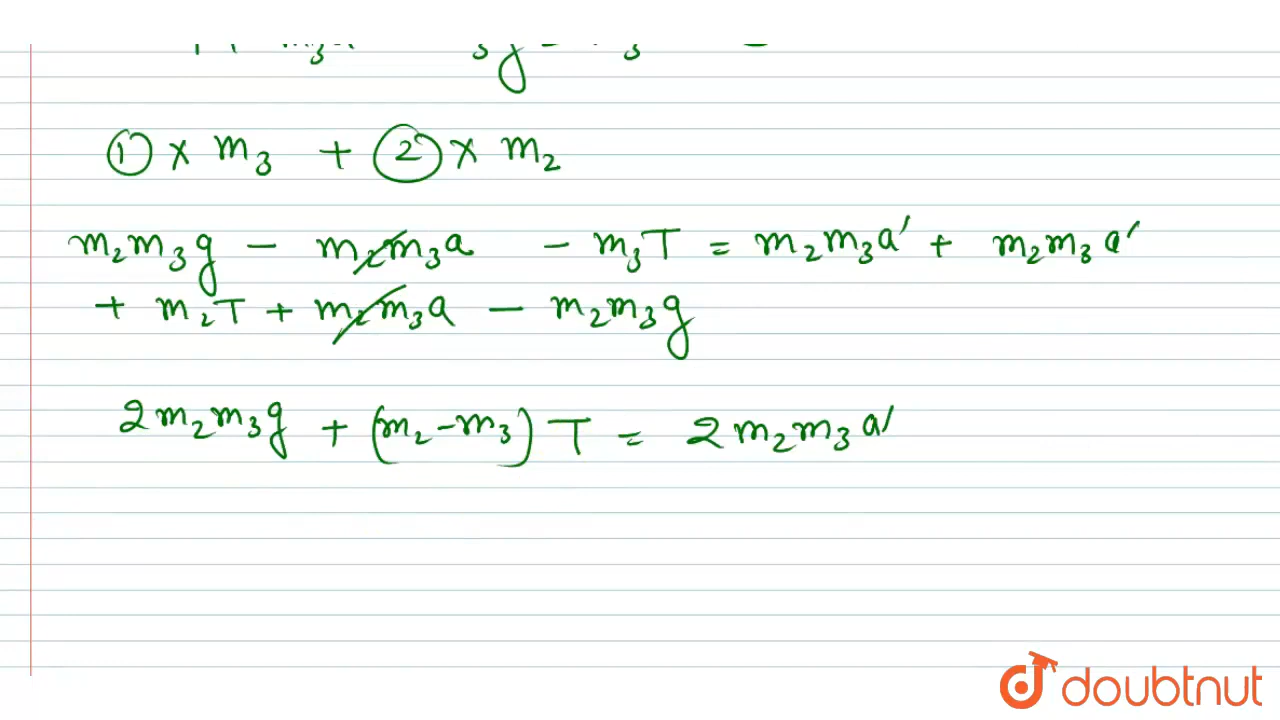 ① × m₃ + ② × m₂
m₂m₃g − m₂m₃a − m₃T = m₂m₃a′ + m₂m₃a′
+ m₂T + m₂m₃a − m₂m₃g
2m₂m₃g + (m₂−m₃)T = 2m₂m₃a′
doubtnut